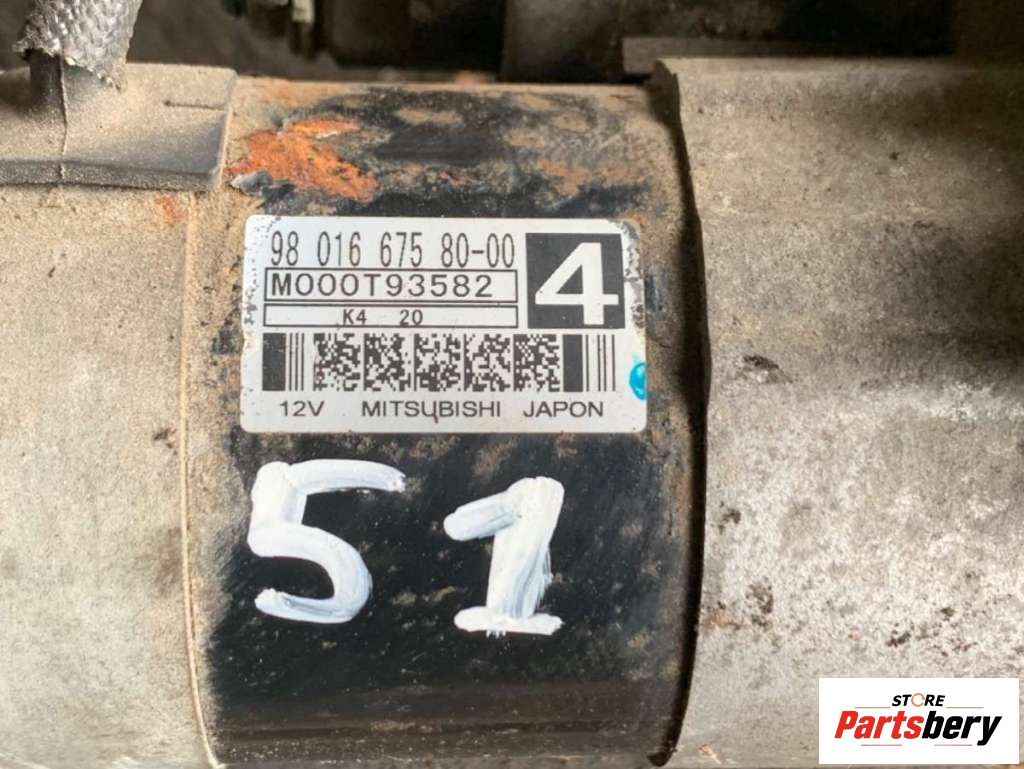 98 016 675 80-00
M000T93582
4
K4 20
12V MITSUBISHI JAPON
51
STORE
Partsbery